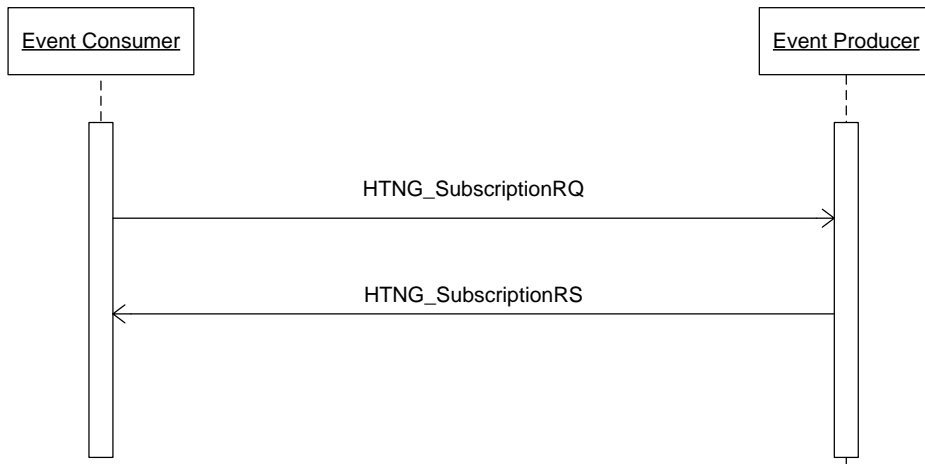 Event Consumer
Event Producer
HTNG_SubscriptionRQ
HTNG_SubscriptionRS